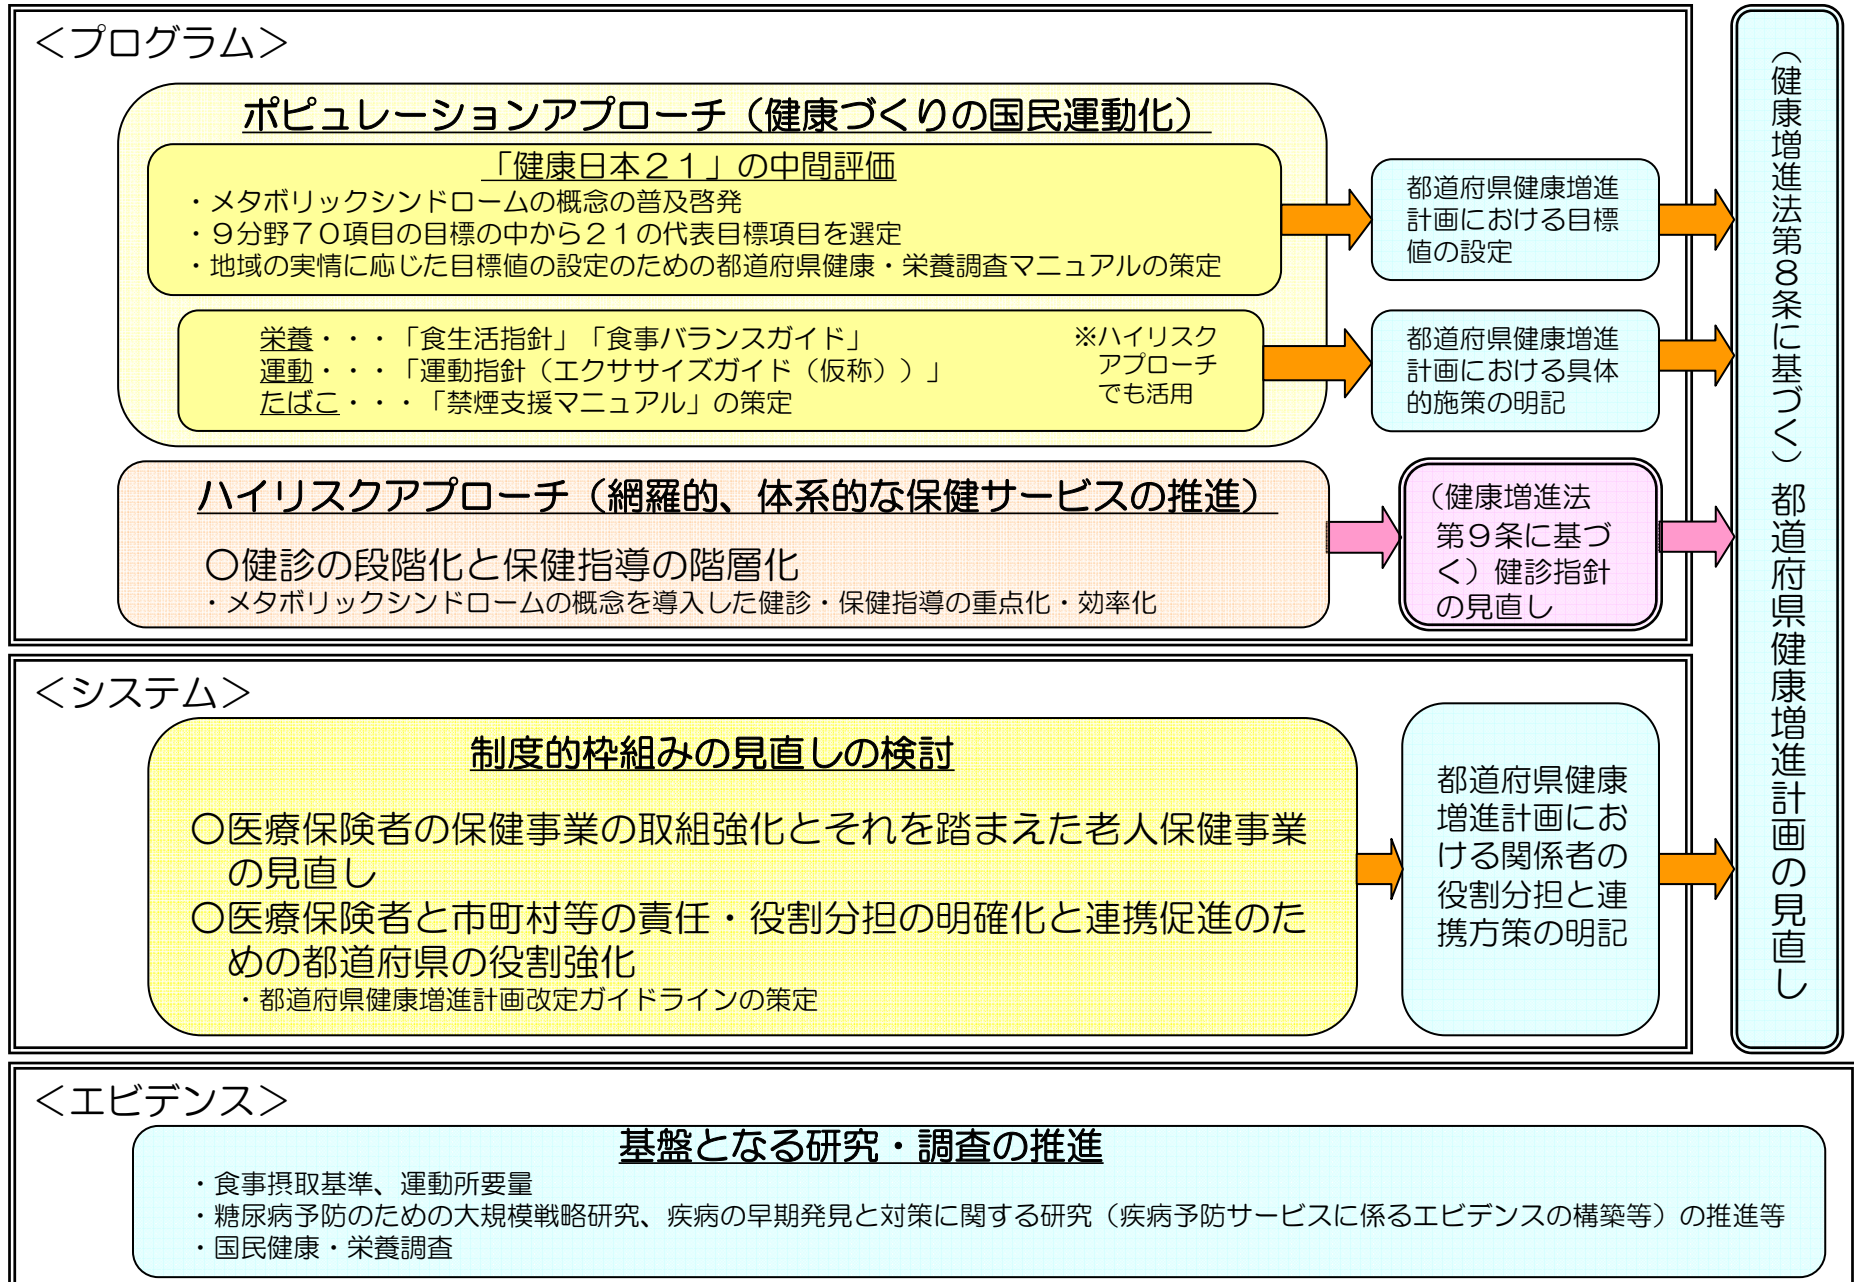 ＜プログラム＞
ポピュレーションアプローチ（健康づくりの国民運動化）
「健康日本２１」の中間評価
・メタボリックシンドロームの概念の普及啓発
・９分野７０項目の目標の中から２１の代表目標項目を選定
・地域の実情に応じた目標値の設定のための都道府県健康・栄養調査マニュアルの策定
都道府県健康増進
計画における目標
値の設定
栄養・・・「食生活指針」「食事バランスガイド」
運動・・・「運動指針（エクササイズガイド（仮称））」
たばこ・・・「禁煙支援マニュアル」の策定
※ハイリスク
アプローチ
でも活用
都道府県健康増進
計画における具体
的施策の明記
ハイリスクアプローチ（網羅的、体系的な保健サービスの推進）
○健診の段階化と保健指導の階層化
・メタボリックシンドロームの概念を導入した健診・保健指導の重点化・効率化
（健康増進法
第９条に基づ
く）健診指針
の見直し
＜システム＞
制度的枠組みの見直しの検討
○医療保険者の保健事業の取組強化とそれを踏まえた老人保健事業
の見直し
○医療保険者と市町村等の責任・役割分担の明確化と連携促進のた
めの都道府県の役割強化
・都道府県健康増進計画改定ガイドラインの策定
都道府県健康
増進計画にお
ける関係者の
役割分担と連
携方策の明記
（健康増進法第８条に基づく）都道府県健康増進計画の見直し
＜エビデンス＞
基盤となる研究・調査の推進
・食事摂取基準、運動所要量
・糖尿病予防のための大規模戦略研究、疾病の早期発見と対策に関する研究（疾病予防サービスに係るエビデンスの構築等）の推進等
・国民健康・栄養調査